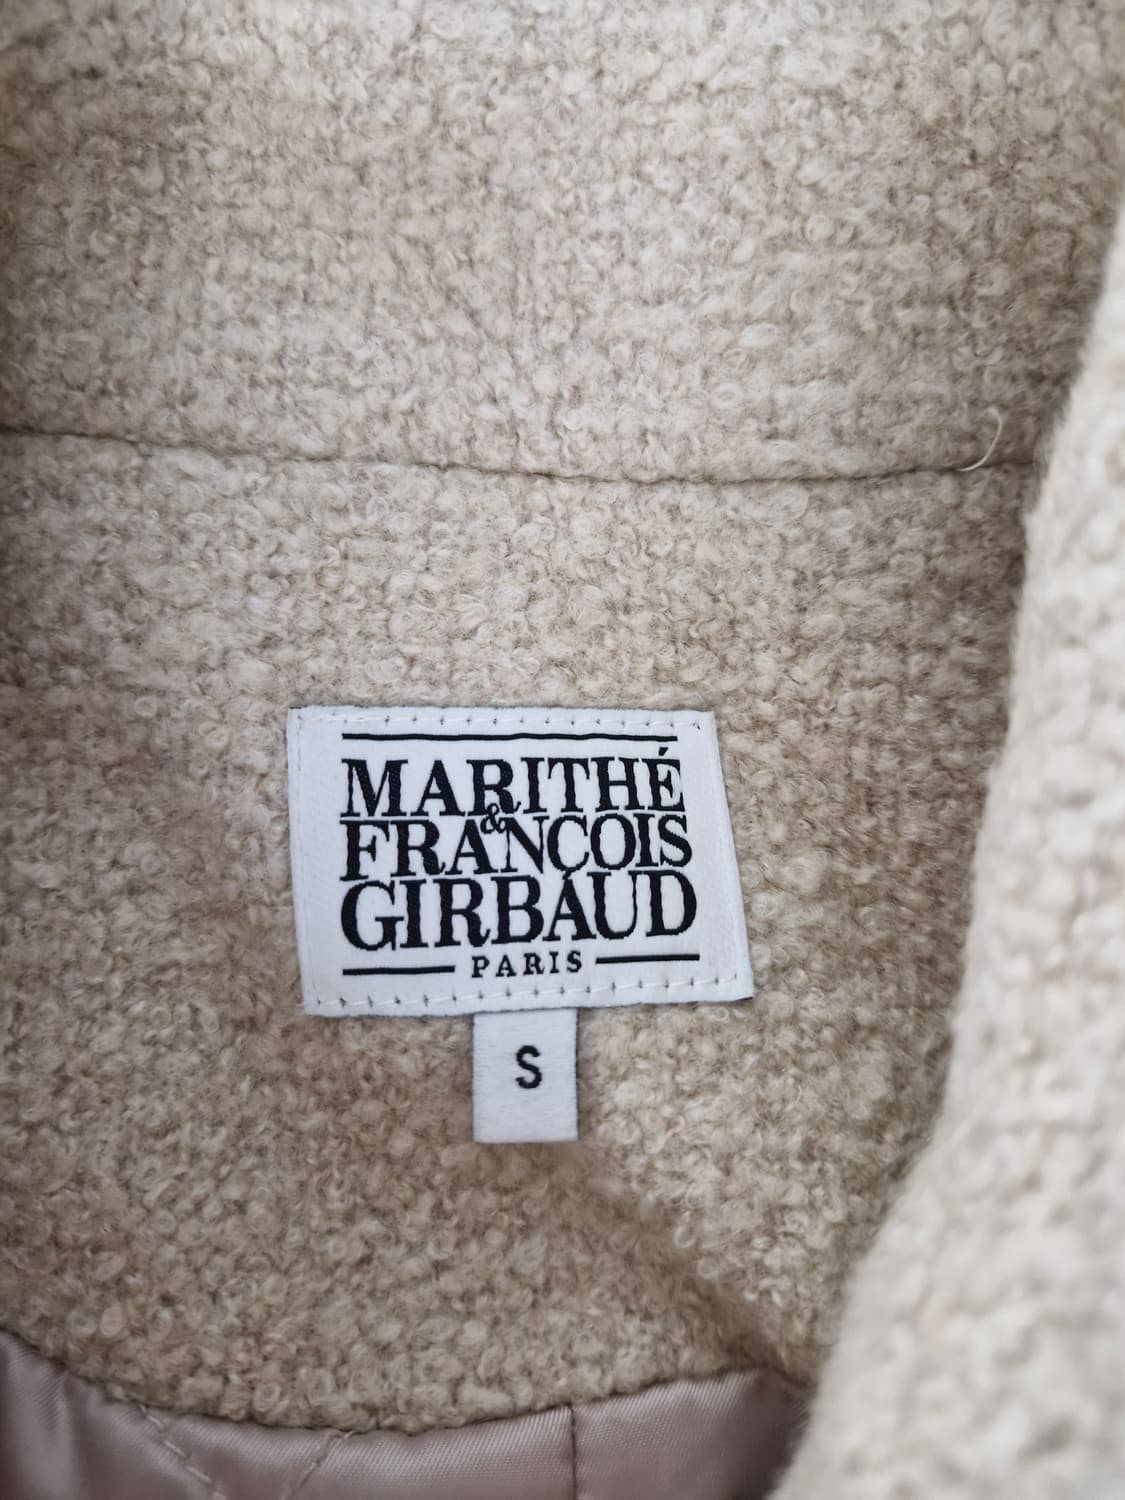 MARITHÉ
&
FRANÇOIS
GIRBAUD
PARIS
S